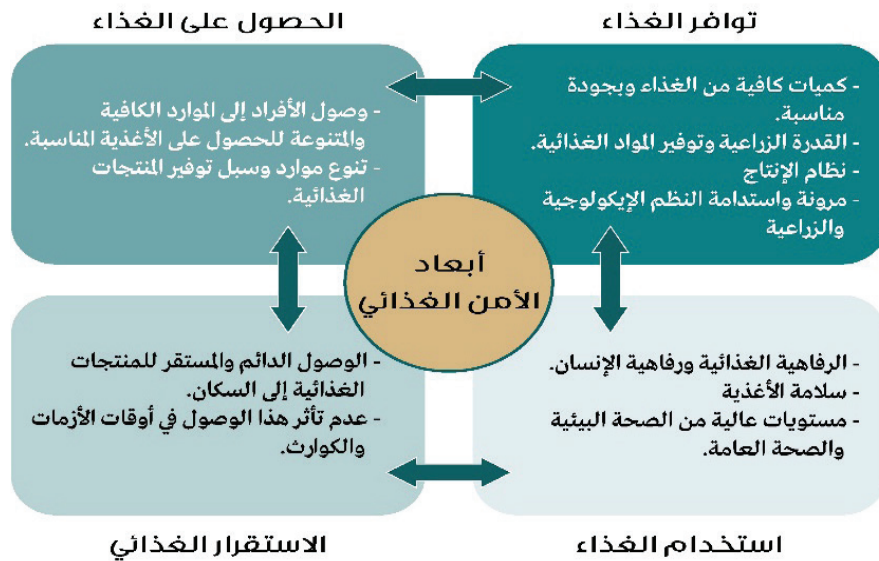 توافر الغذاء
- كميات كافية من الغذاء وبجودة
مناسبة.
- القدرة الزراعية وتوفير المواد الغذائية.
- نظام الإنتاج
- مرونة واستدامة النظم الإيكولوجية
والزراعية
الحصول على الغذاء
- وصول الأفراد إلى الموارد الكافية
والمتنوعة للحصول على الأغذية المناسبة.
- تنوع موارد وسبل توفير المنتجات
الغذائية.
أبعاد
الأمن الغذائي
- الرفاهية الغذائية ورفاهية الإنسان.
- سلامة الأغذية
- مستويات عالية من الصحة البيئية
والصحة العامة.
استخدام الغذاء
- الوصول الدائم والمستقر للمنتجات
الغذائية إلى السكان.
- عدم تأثر هذا الوصول في أوقات الأزمات
والكوارث.
الاستقرار الغذائي